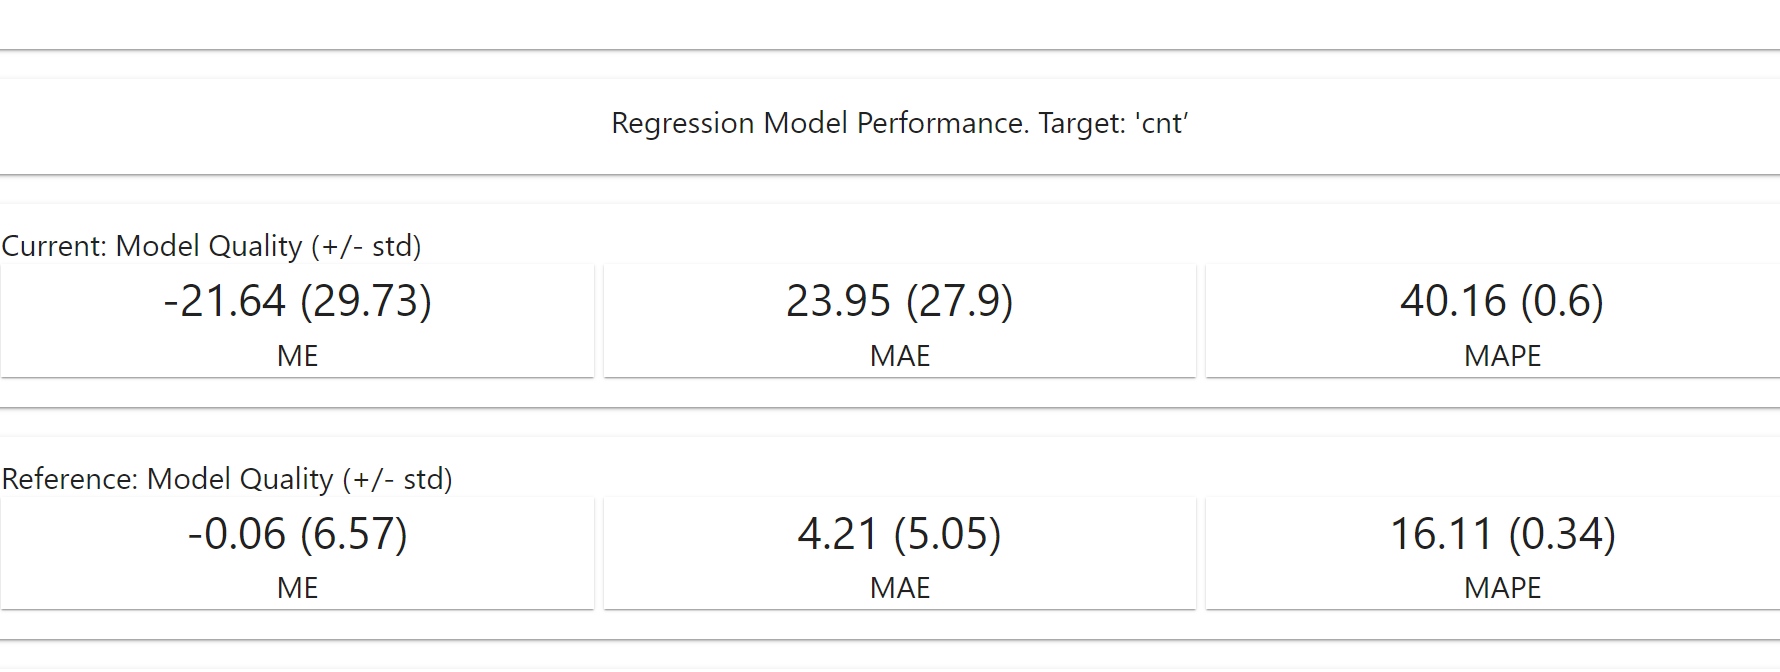 Regression Model Performance. Target: 'cnt’
Current: Model Quality (+/- std)
-21.64 (29.73) 23.95 (27.9) 40.16 (0.6)
ME MAE MAPE
Reference: Model Quality (+/- std)
-0.06 (6.57) 4.21 (5.05) 16.11 (0.34)
ME MAE MAPE